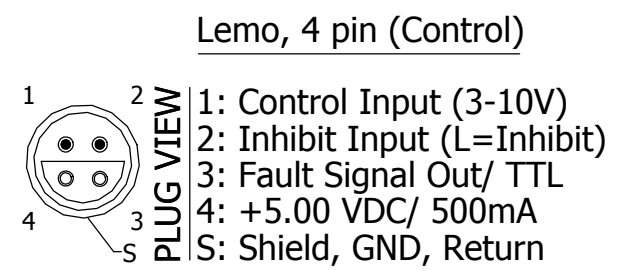 Lemo, 4 pin (Control)
1 2
4 3
S
PLUG VIEW
1: Control Input (3-10V)
2: Inhibit Input (L=Inhibit)
3: Fault Signal Out/ TTL
4: +5.00 VDC/ 500mA
S: Shield, GND, Return